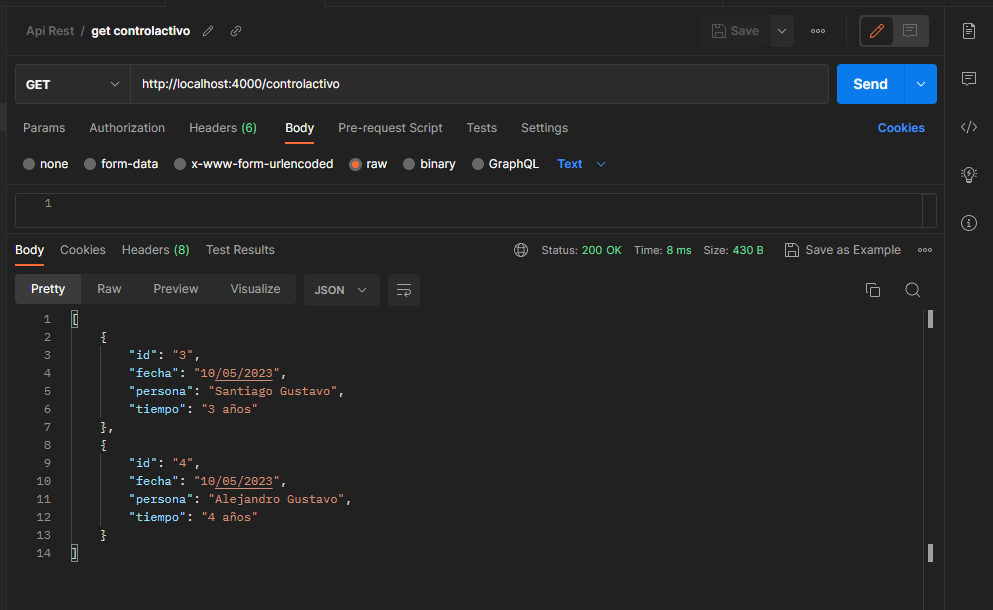 Api Rest / get controlactivo Save
GET http://localhost:4000/controlactivo Send
Params Authorization Headers (6) Body Pre-request Script Tests Settings Cookies
none form-data x-www-form-urlencoded raw binary GraphQL Text
1
Body Cookies Headers (8) Test Results Status: 200 OK Time: 8 ms Size: 430 B Save as Example
Pretty Raw Preview Visualize JSON
1 [
2 {
3 "id": "3",
4 "fecha": "10/05/2023",
5 "persona": "Santiago Gustavo",
6 "tiempo": "3 años"
7 },
8 {
9 "id": "4",
10 "fecha": "10/05/2023",
11 "persona": "Alejandro Gustavo",
12 "tiempo": "4 años"
13 }
14 ]